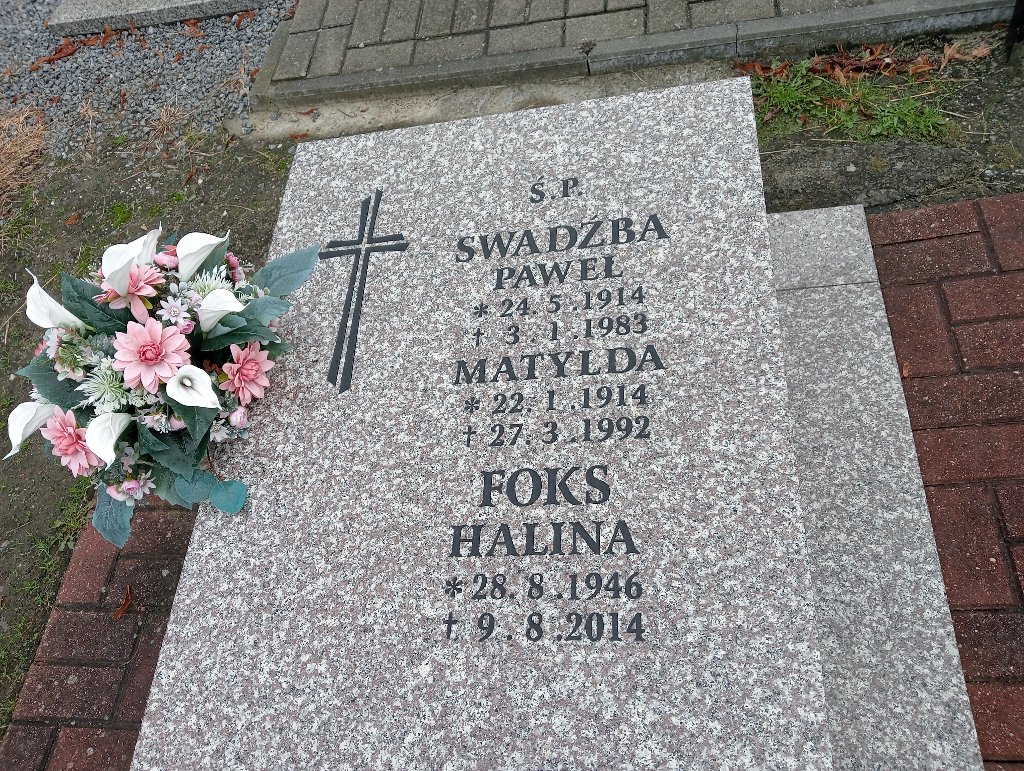 Ś.P.
SWADŹBA
PAWEŁ
* 24.5.1914
† 3.1.1983
MATYLDA
* 22.1.1914
† 27.3.1992
FOKS
HALINA
* 28.8.1946
† 9.8.2014